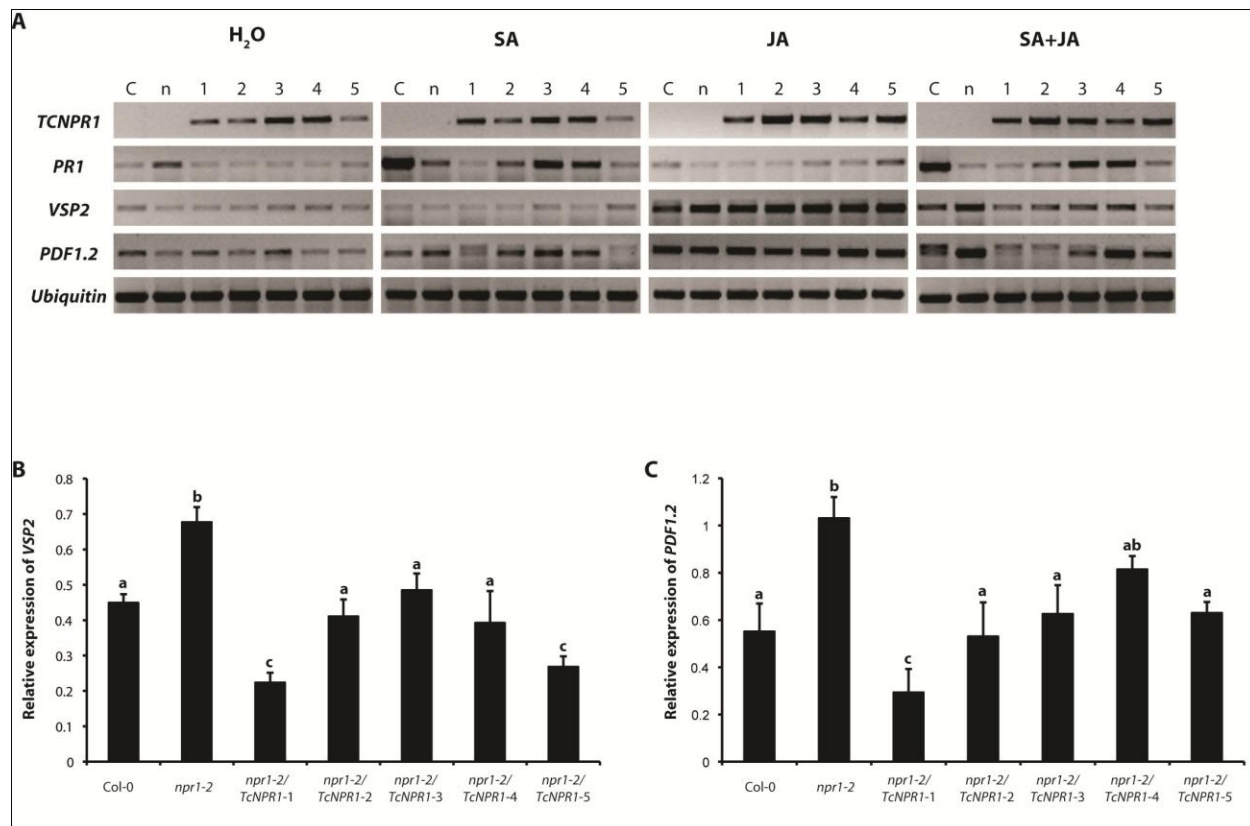 A
H₂O SA JA SA+JA
C n 1 2 3 4 5 C n 1 2 3 4 5 C n 1 2 3 4 5 C n 1 2 3 4 5
TCNPR1
PR1
VSP2
PDF1.2
Ubiquitin
B
Relative expression of VSP2
0.8
0.7
0.6
0.5
0.4
0.3
0.2
0.1
0
a b c a a a c
Col-0 npr1-2 npr1-2/ npr1-2/ npr1-2/ npr1-2/ npr1-2/
TcNPR1-1 TcNPR1-2 TcNPR1-3 TcNPR1-4 TcNPR1-5
C
Relative expression of PDF1.2
1.2
1
0.8
0.6
0.4
0.2
0
a b c a a ab a
Col-0 npr1-2 npr1-2/ npr1-2/ npr1-2/ npr1-2/ npr1-2/
TcNPR1-1 TcNPR1-2 TcNPR1-3 TcNPR1-4 TcNPR1-5